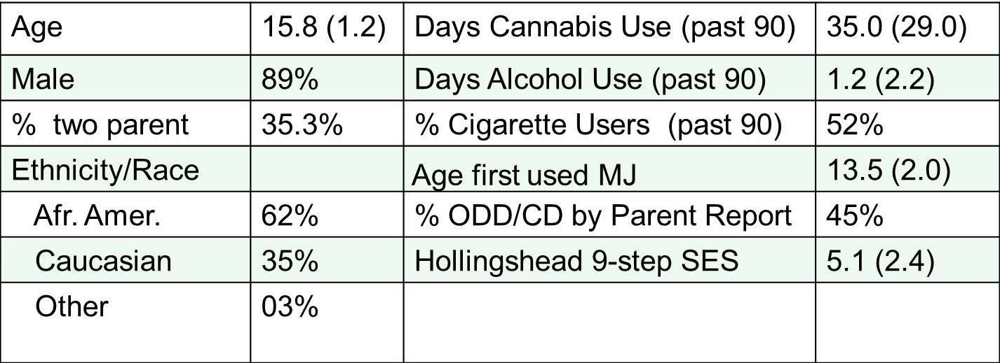 Age 15.8 (1.2) Days Cannabis Use (past 90) 35.0 (29.0)
Male 89% Days Alcohol Use (past 90) 1.2 (2.2)
% two parent 35.3% % Cigarette Users (past 90) 52%
Ethnicity/Race Age first used MJ 13.5 (2.0)
Afr. Amer. 62% % ODD/CD by Parent Report 45%
Caucasian 35% Hollingshead 9-step SES 5.1 (2.4)
Other 03%